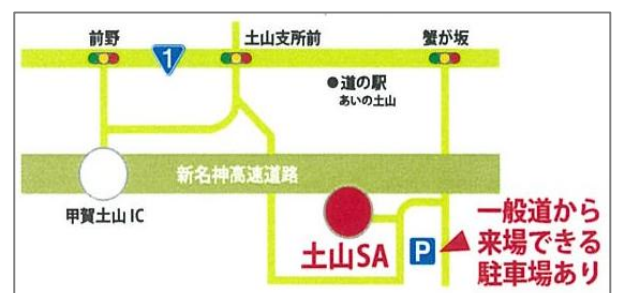 前野
1
土山支所前
蟹が坂
●道の駅
あいの土山
新名神高速道路
甲賀土山 IC
土山SA
P
一般道から
来場できる
駐車場あり